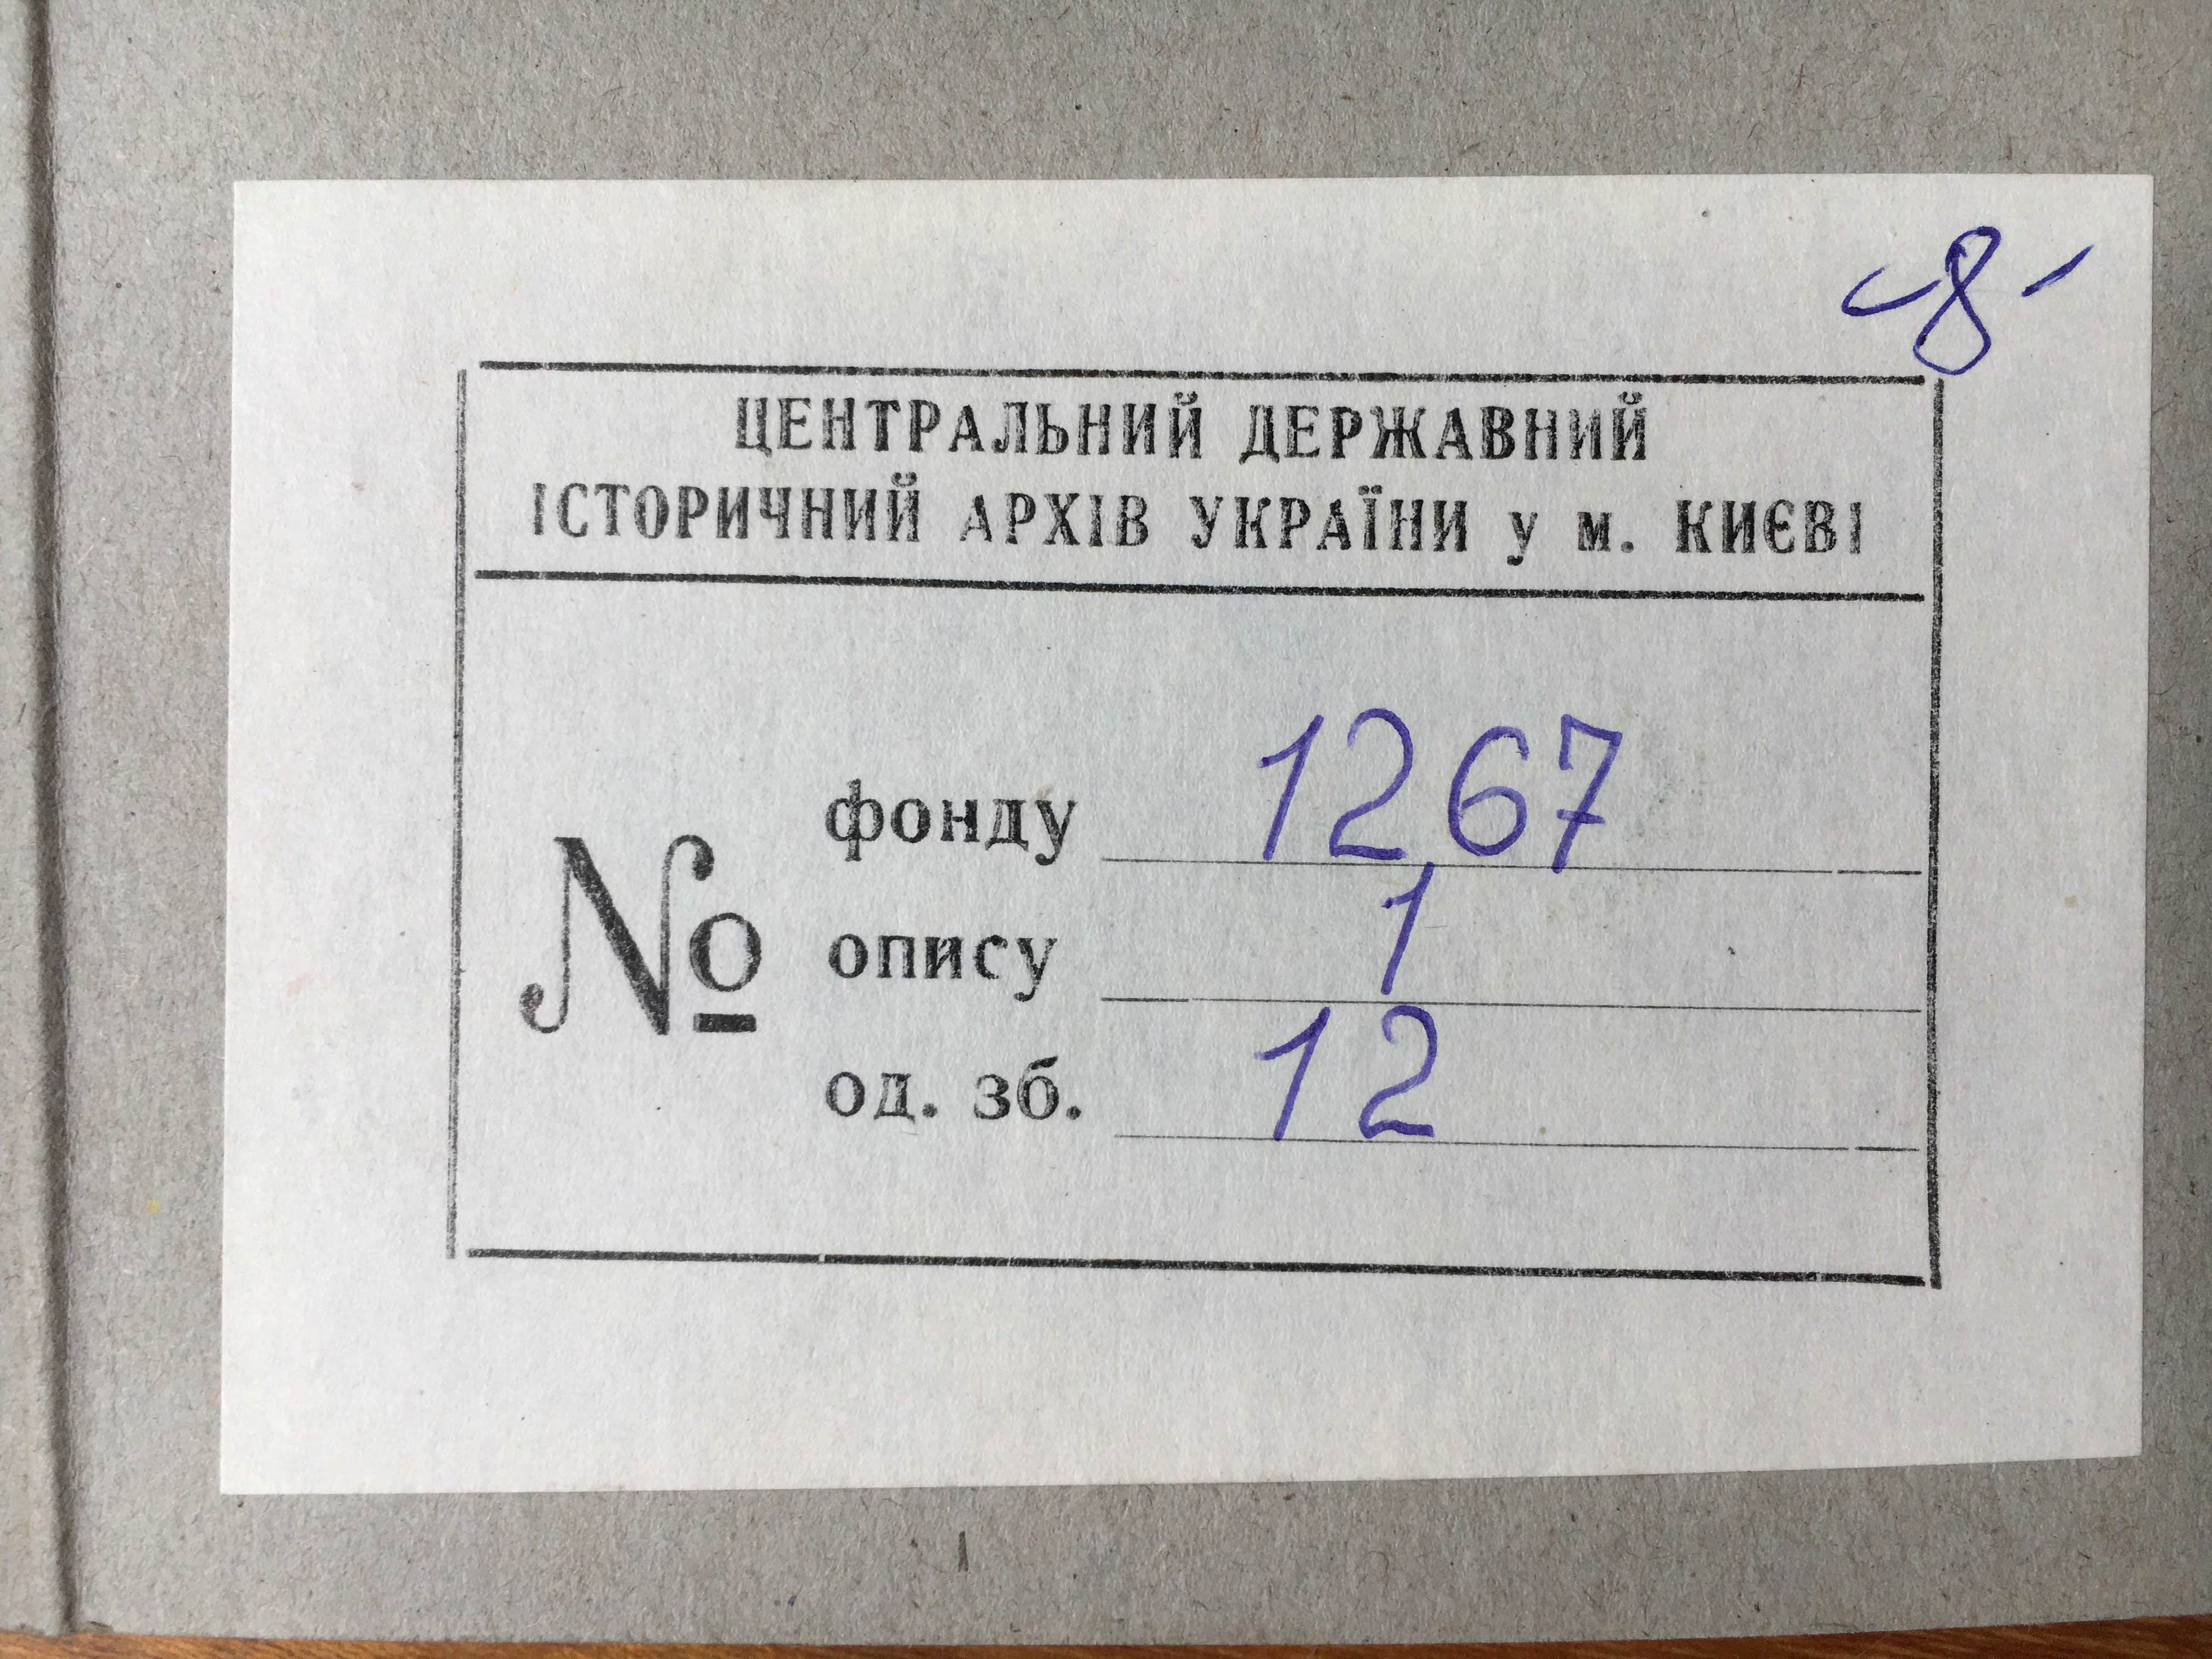 -8-
ЦЕНТРАЛЬНИЙ ДЕРЖАВНИЙ
ІСТОРИЧНИЙ АРХІВ УКРАЇНИ у м. КИЄВІ
№
фонду 1267
опису 1
од. зб. 12